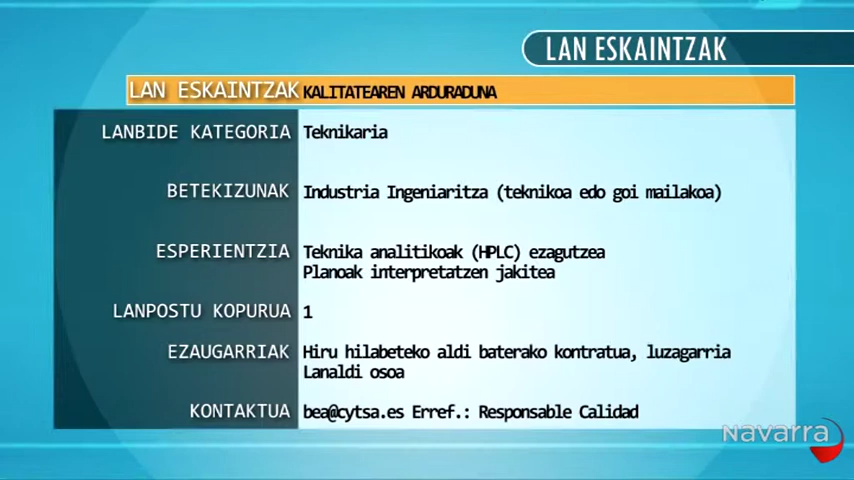 LAN ESKAINTZAK
LAN ESKAINTZAK KALITATEAREN ARDURADUNA
LANBIDE KATEGORIA Teknikaria
BETEKIZUNAK Industria Ingeniaritza (teknikoa edo goi mailakoa)
ESPERIENTZIA Teknika analitikoak (HPLC) ezagutzea
Planoak interpretatzen jakitea
LANPOSTU KOPURUA 1
EZAUGARRIAK Hiru hilabeteko aldi baterako kontratua, luzagarria
Lanaldi osoa
KONTAKTUA bea@cytsa.es Erref.: Responsable Calidad
Navarra